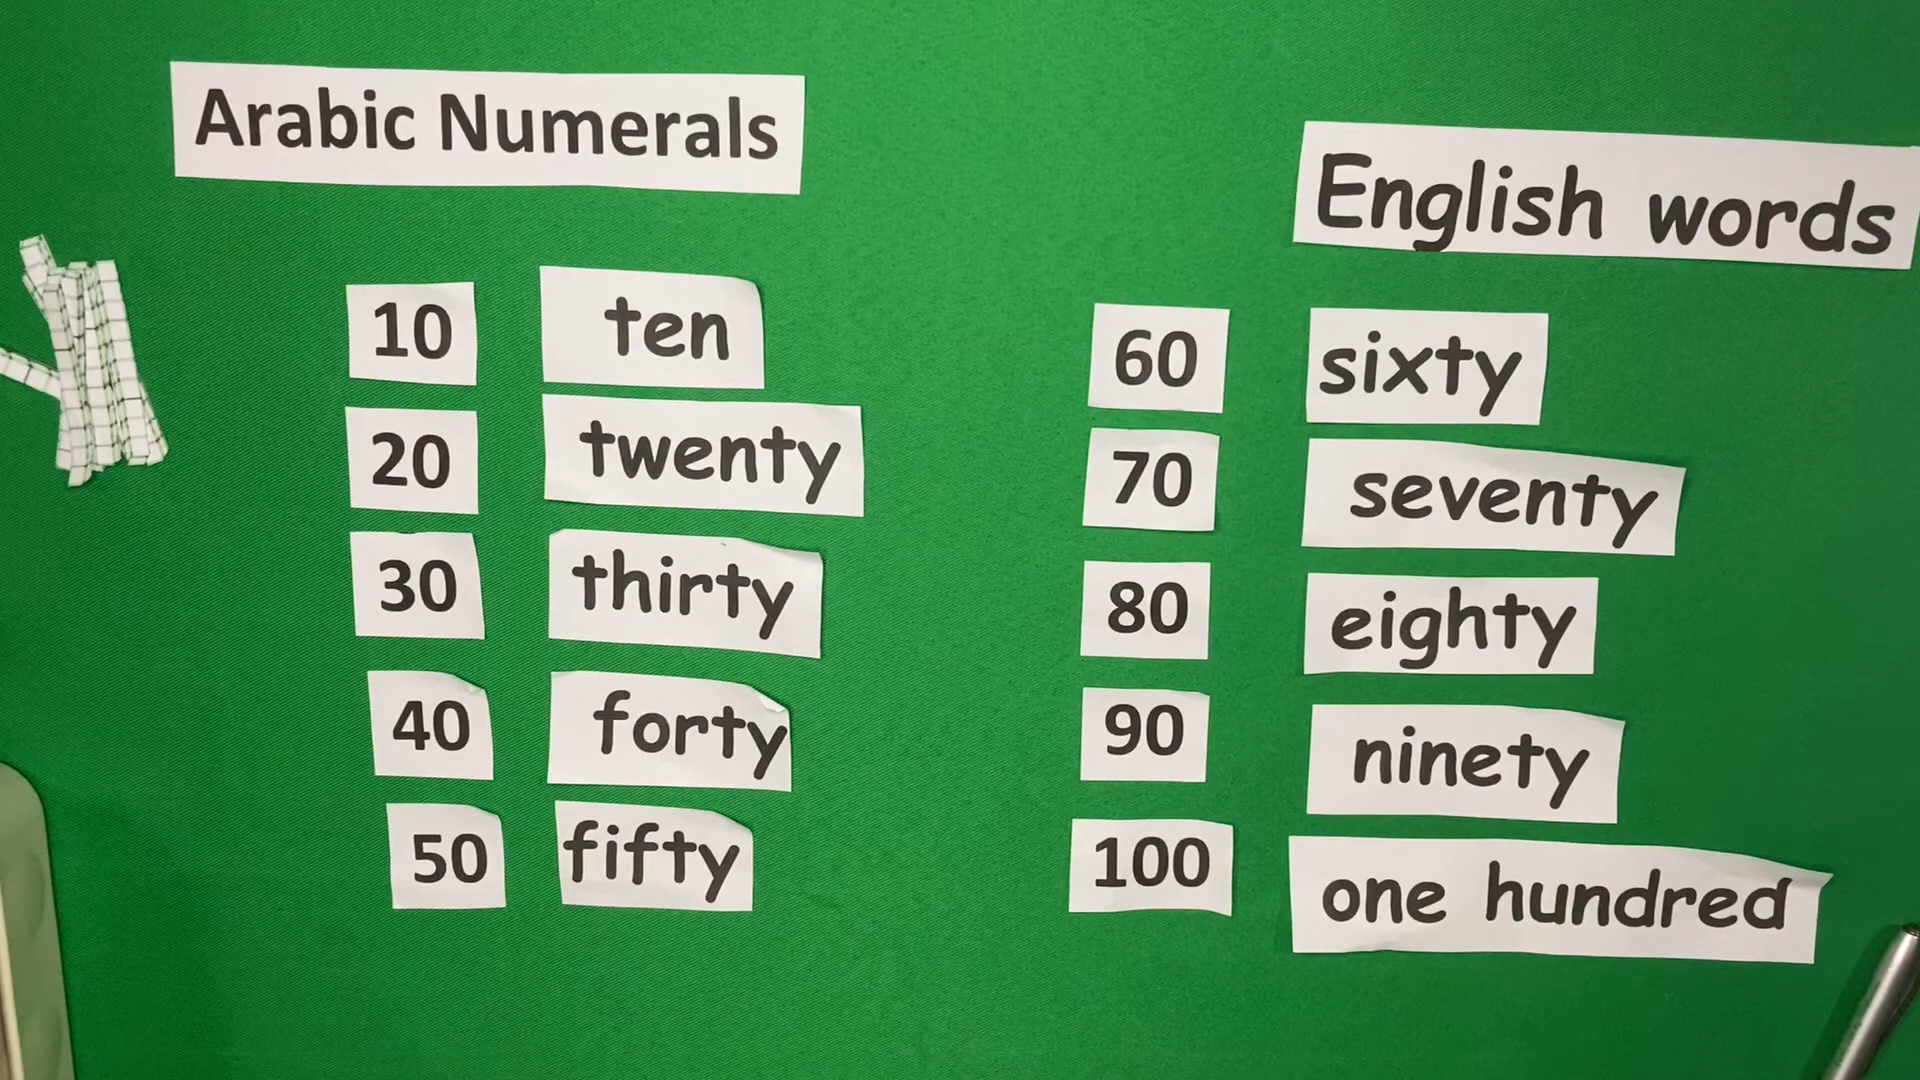 Arabic Numerals
English words
10 ten
20 twenty
30 thirty
40 forty
50 fifty
60 sixty
70 seventy
80 eighty
90 ninety
100 one hundred